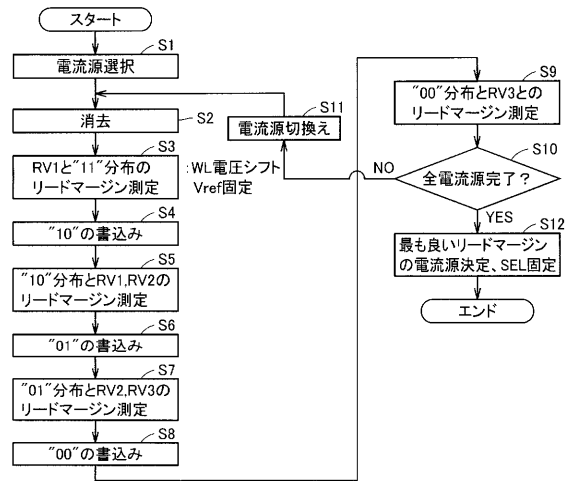 スタート
S1
電流源選択
S2
消去
S3
RV1と"11"分布の
リードマージン測定
:WL電圧シフト
Vref固定
S4
"10"の書込み
S5
"10"分布とRV1,RV2の
リードマージン測定
S6
"01"の書込み
S7
"01"分布とRV2,RV3の
リードマージン測定
S8
"00"の書込み
S9
"00"分布とRV3との
リードマージン測定
S10
全電流源完了?
NO
S11
電流源切換え
YES
S12
最も良いリードマージン
の電流源決定、SEL固定
エンド